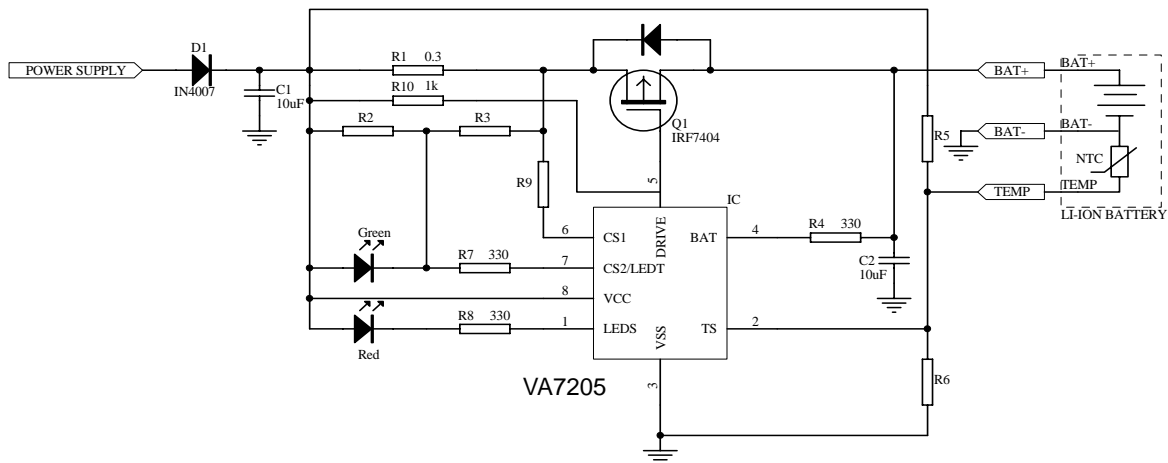 POWER SUPPLY
D1
IN4007
C1
10uF
R1 0.3
R10 1k
R2
R3
R9
Q1
IRF7404
BAT+
BAT+
BAT-
BAT-
R5
NTC
TEMP
TEMP
LI-ION BATTERY
5
IC
DRIVE
6
CS1
BAT
4
R4 330
Green
R7 330
7
CS2/LEDT
C2
10uF
8
VCC
Red
R8 330
1
LEDS
TS
2
VSS
3
R6
VA7205